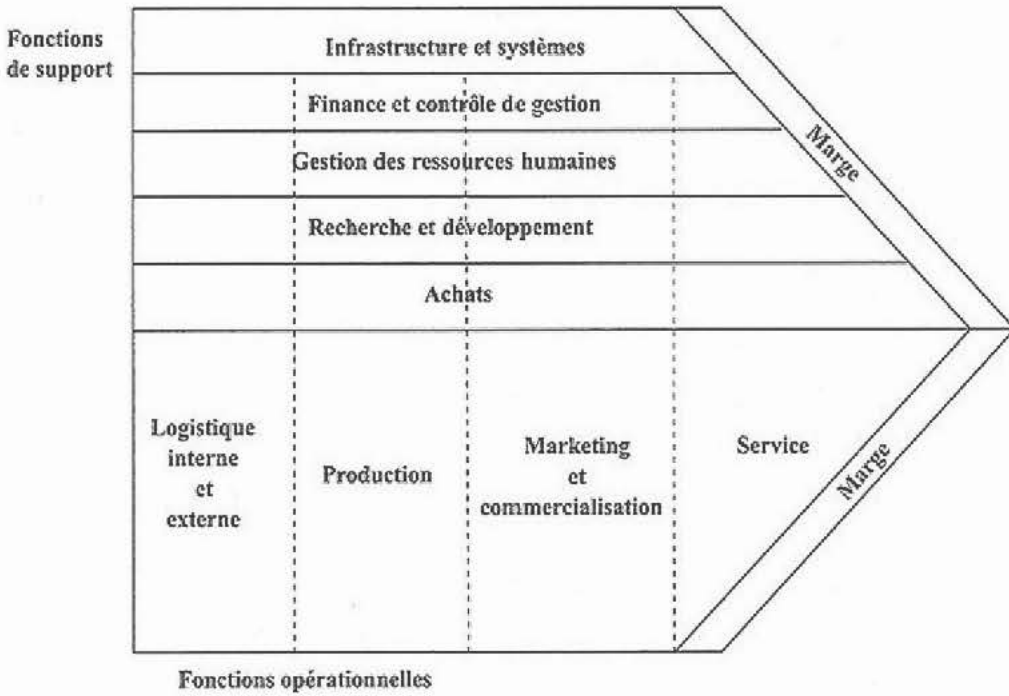 Fonctions
de support
Infrastructure et systèmes
Finance et contrôle de gestion
Gestion des ressources humaines
Recherche et développement
Achats
Marge
Logistique
interne
et
externe
Production
Marketing
et
commercialisation
Service
Marge
Fonctions opérationnelles